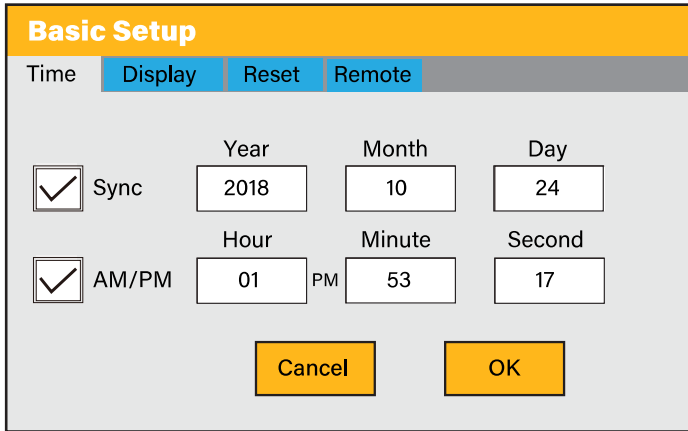 Basic Setup
Time Display Reset Remote
Year Month Day
Sync 2018 10 24
Hour Minute Second
AM/PM 01 PM 53 17
Cancel OK